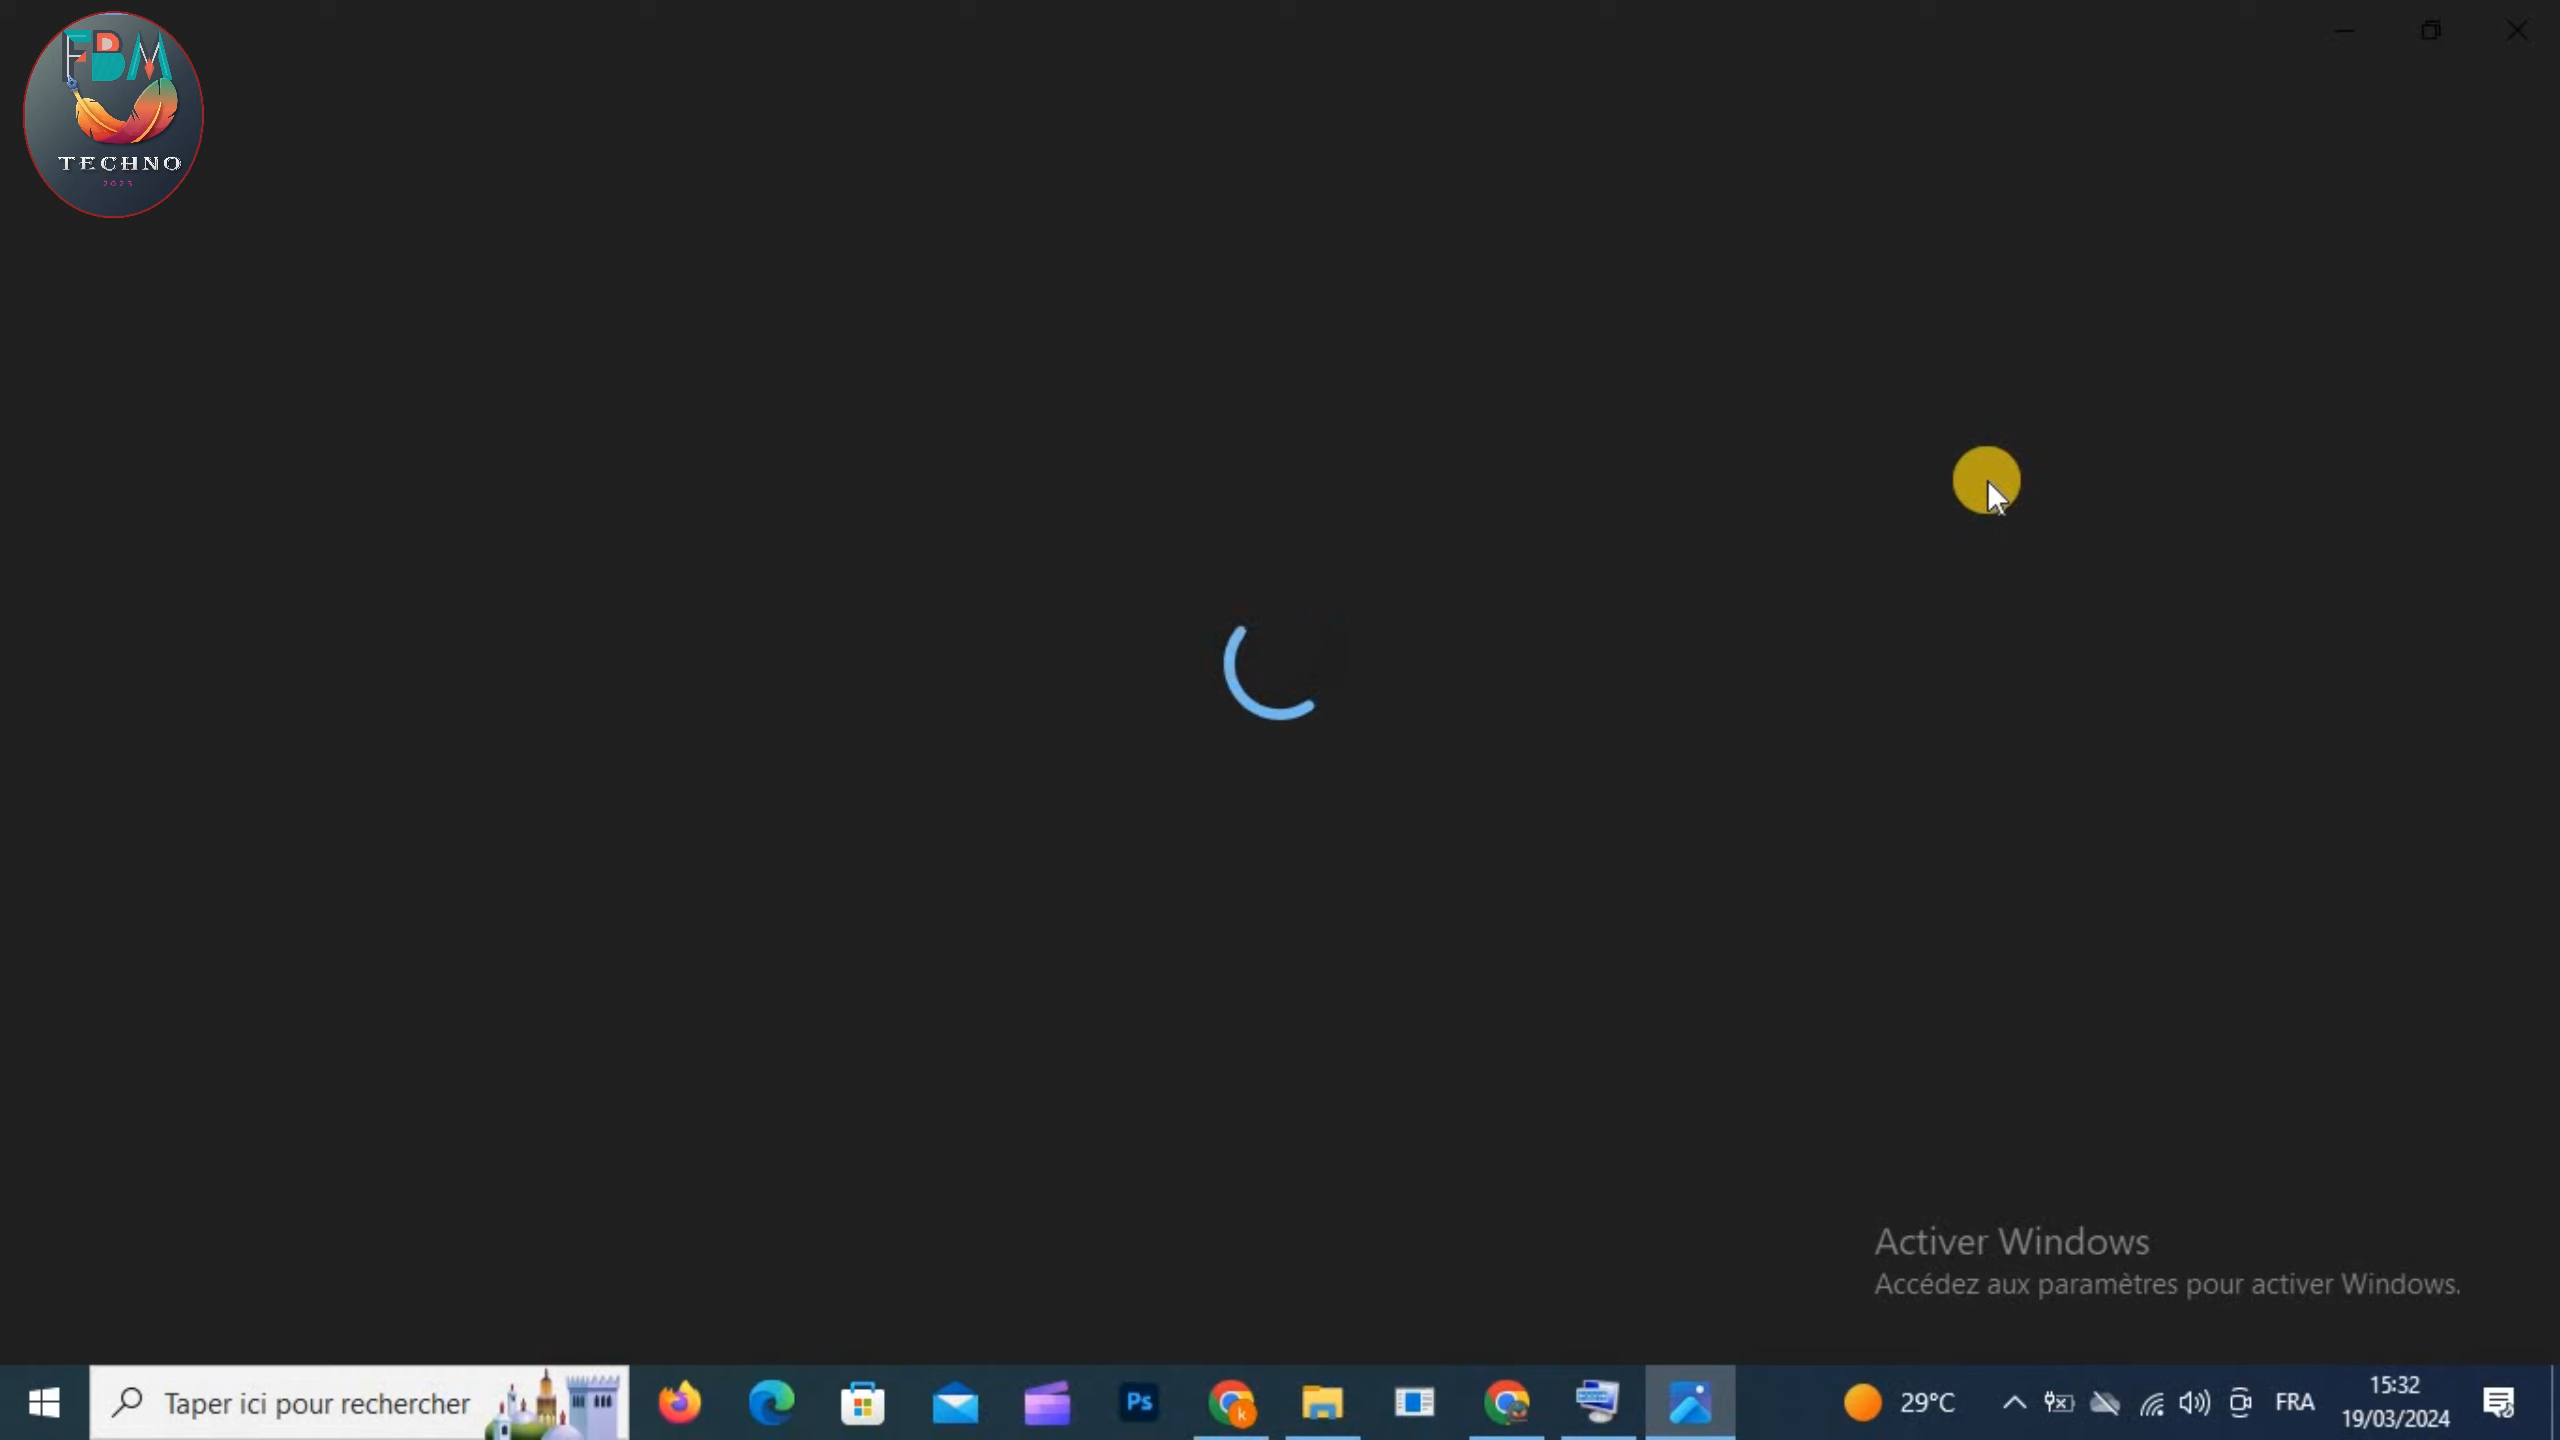 FBM
TECHNO
2023
Activer Windows
Accédez aux paramètres pour activer Windows.
Taper ici pour rechercher
Ps
k
29°C
FRA
15:32
19/03/2024